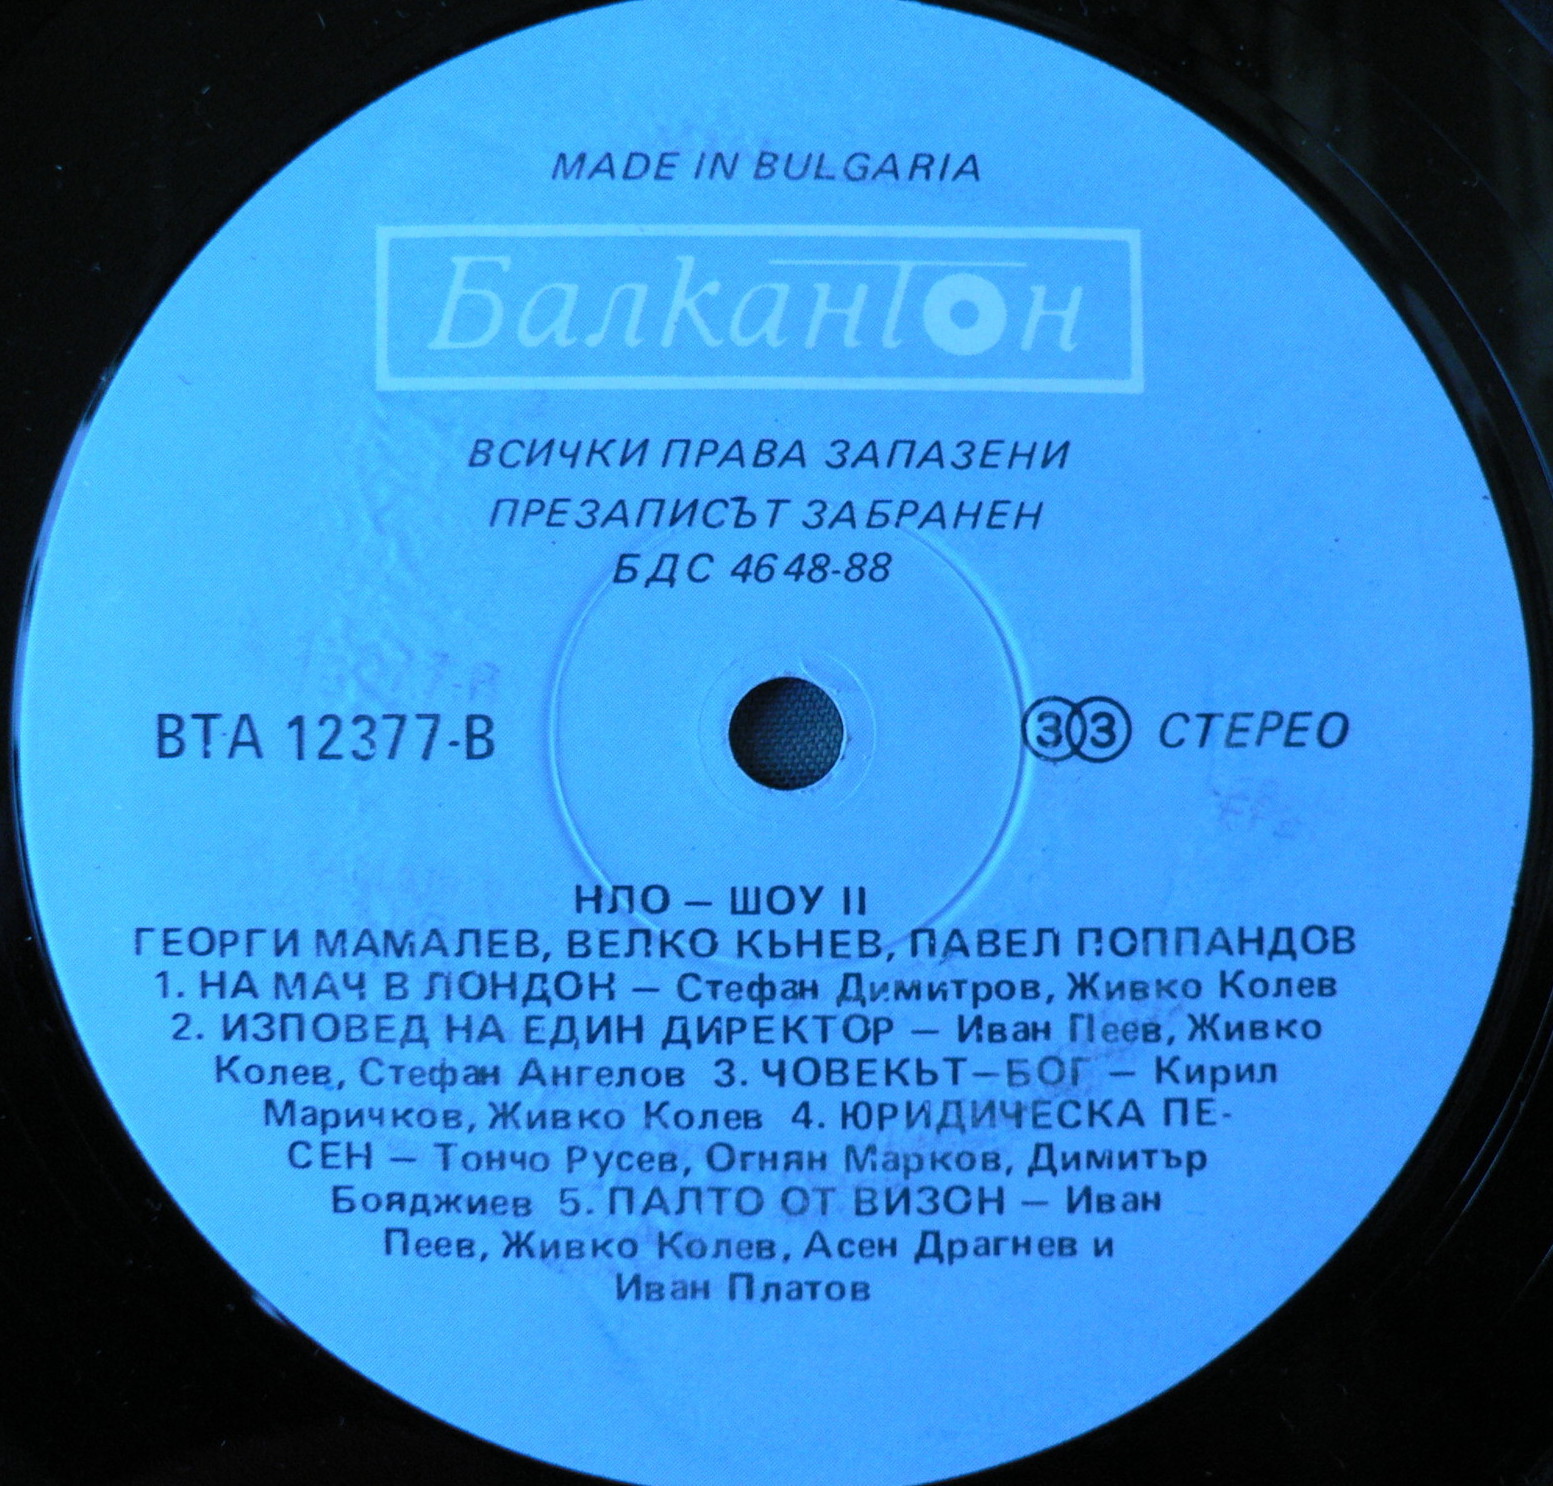 MADE IN BULGARIA
Балкантон
ВСИЧКИ ПРАВА ЗАПАЗЕНИ
ПРЕЗАПИСЪТ ЗАБРАНЕН
БДС 4648-88
ВТА 12377-В
33 СТЕРЕО
НЛО – ШОУ II
ГЕОРГИ МАМАЛЕВ, ВЕЛКО КЬНЕВ, ПАВЕЛ ПОППАНДОВ
1. НА МАЧ В ЛОНДОН – Стефан Димитров, Живко Колев
2. ИЗПОВЕД НА ЕДИН ДИРЕКТОР – Иван Пеев, Живко
Колев, Стефан Ангелов 3. ЧОВЕКЬТ–БОГ – Кирил
Маричков, Живко Колев 4. ЮРИДИЧЕСКА ПЕ-
СЕН – Тончо Русев, Огнян Марков, Димитър
Бояджиев 5. ПАЛТО ОТ ВИЗОН – Иван
Пеев, Живко Колев, Асен Драгнев и
Иван Платов